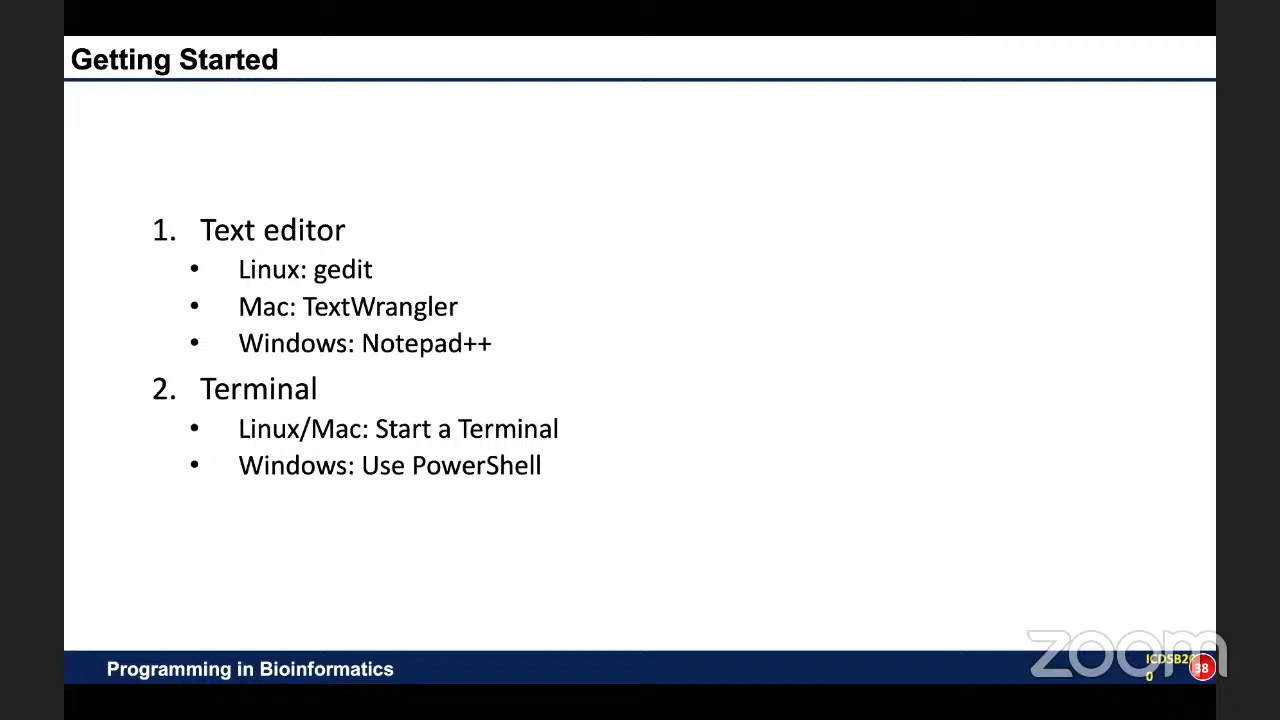 Getting Started
1. Text editor
• Linux: gedit
• Mac: TextWrangler
• Windows: Notepad++
2. Terminal
• Linux/Mac: Start a Terminal
• Windows: Use PowerShell
Programming in Bioinformatics
zoom
38